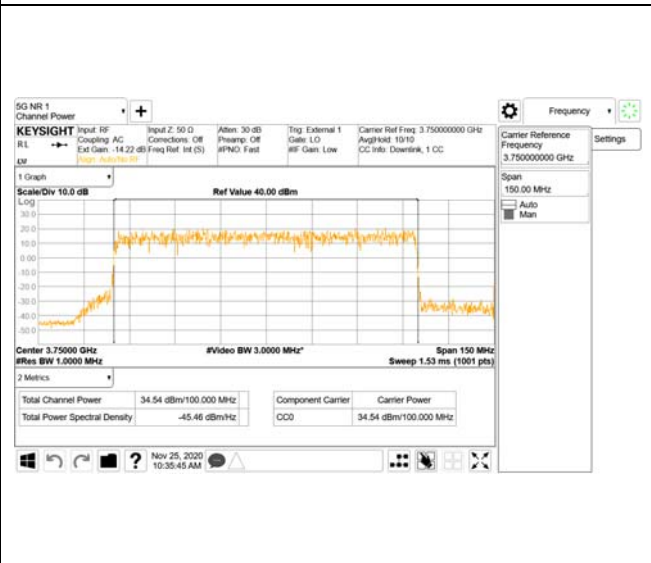 5G NR 1
Channel Power
Frequency
KEYSIGHT
RL
Input: RF
Coupling: AC
Ext Gain: -14.22 dB
Align: Auto/No RF
Input Z: 50 Ω
Corrections: Off
Freq Ref: Int (S)
Atten: 30 dB
Preamp: Off
#PNO: Fast
Trig: External 1
Gate: LO
#IF Gain: Low
Carrier Ref Freq: 3.750000000 GHz
Avg|Hold: 10/10
CC Info: Downlink, 1 CC
Carrier Reference
Frequency
3.750000000 GHz
Settings
Span
150.00 MHz
Auto
Man
1 Graph
Scale/Div 10.0 dB
Ref Value 40.00 dBm
Log
30.0
20.0
10.0
0.00
-10.0
-20.0
-30.0
-40.0
-50.0
Center 3.75000 GHz
#Video BW 3.0000 MHz*
Span 150 MHz
#Res BW 1.0000 MHz
Sweep 1.53 ms (1001 pts)
2 Metrics
Total Channel Power 34.54 dBm/100.000 MHz
Total Power Spectral Density -45.46 dBm/Hz
Component Carrier Carrier Power
CC0 34.54 dBm/100.000 MHz
?
Nov 25, 2020
10:35:45 AM